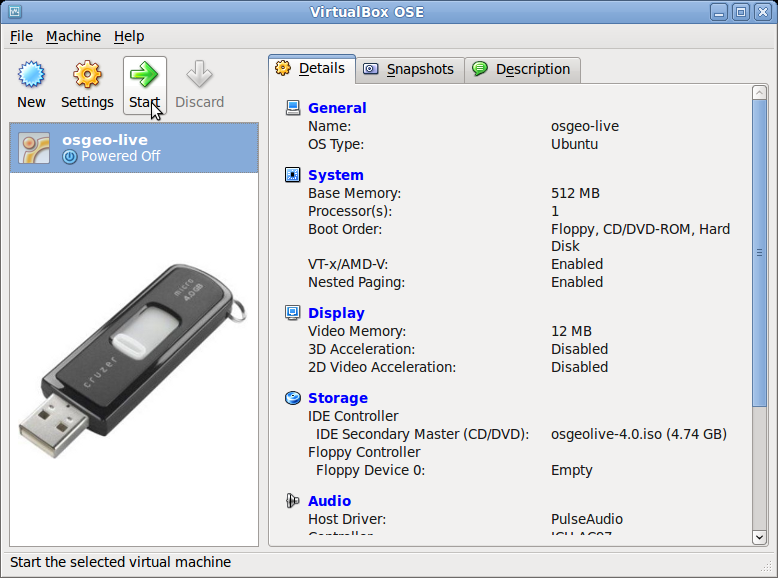 VirtualBox OSE
File Machine Help
New Settings Start Discard
osgeo-live
Powered Off
micro
4.0GB
cruzer
Details Snapshots Description
General
Name: osgeo-live
OS Type: Ubuntu
System
Base Memory: 512 MB
Processor(s): 1
Boot Order: Floppy, CD/DVD-ROM, Hard
Disk
VT-x/AMD-V: Enabled
Nested Paging: Enabled
Display
Video Memory: 12 MB
3D Acceleration: Disabled
2D Video Acceleration: Disabled
Storage
IDE Controller
IDE Secondary Master (CD/DVD): osgeolive-4.0.iso (4.74 GB)
Floppy Controller
Floppy Device 0: Empty
Audio
Host Driver: PulseAudio
Start the selected virtual machine